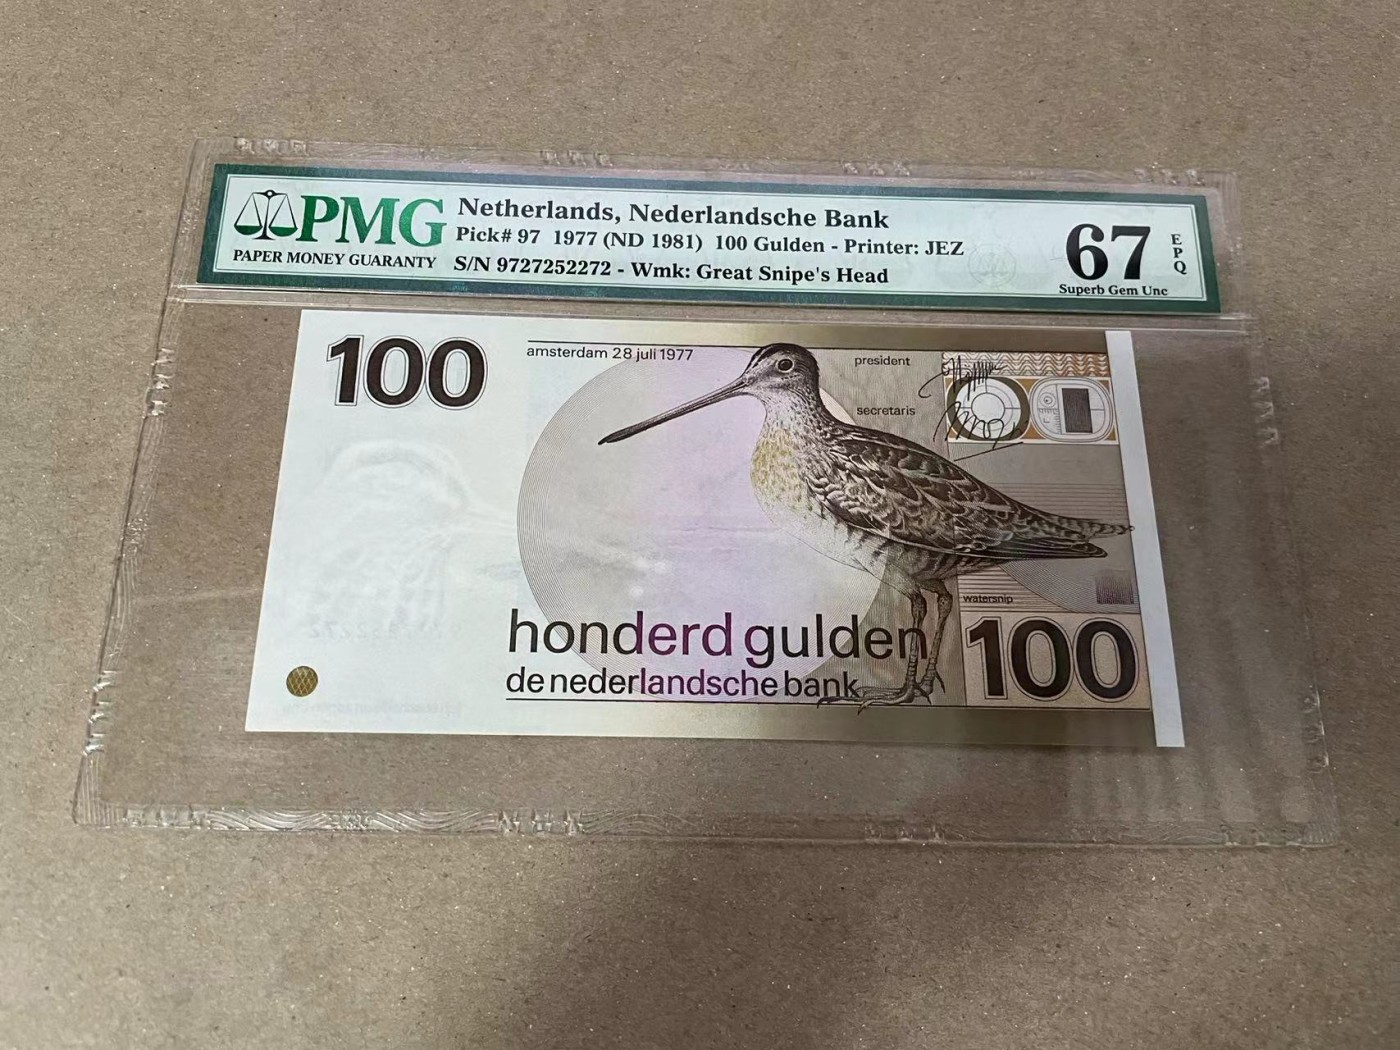 PMG
PAPER MONEY GUARANTY
Netherlands, Nederlandsche Bank
Pick# 97 1977 (ND 1981) 100 Gulden - Printer: JEZ
S/N 9727252272 - Wmk: Great Snipe's Head
67
EPQ
Superb Gem Unc
100
amsterdam 28 juli 1977
president
secretaris
watersnip
honderd gulden
100
de nederlandsche bank